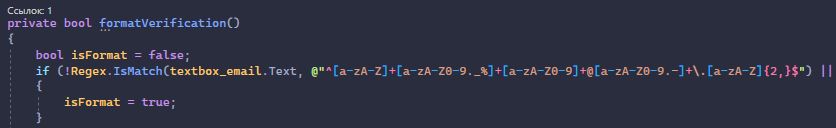 Ссылок: 1
private bool formatVerification()
{
bool isFormat = false;
if (!Regex.IsMatch(textbox_email.Text, @"^[a-zA-Z]+[a-zA-Z0-9._%]+[a-zA-Z0-9]+@[a-zA-Z0-9.-]+\.[a-zA-Z]{2,}$") ||
{
isFormat = true;
}